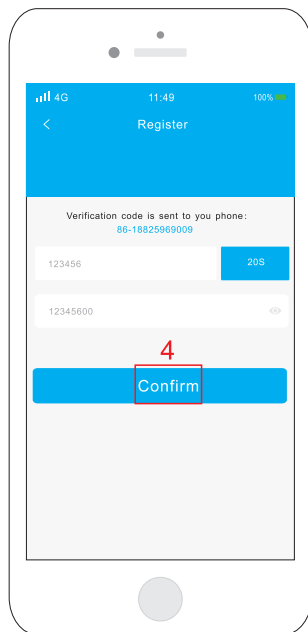 4G 11:49 100%
Register
Verification code is sent to you phone:
86-18825969009
123456 20S
12345600
4
Confirm